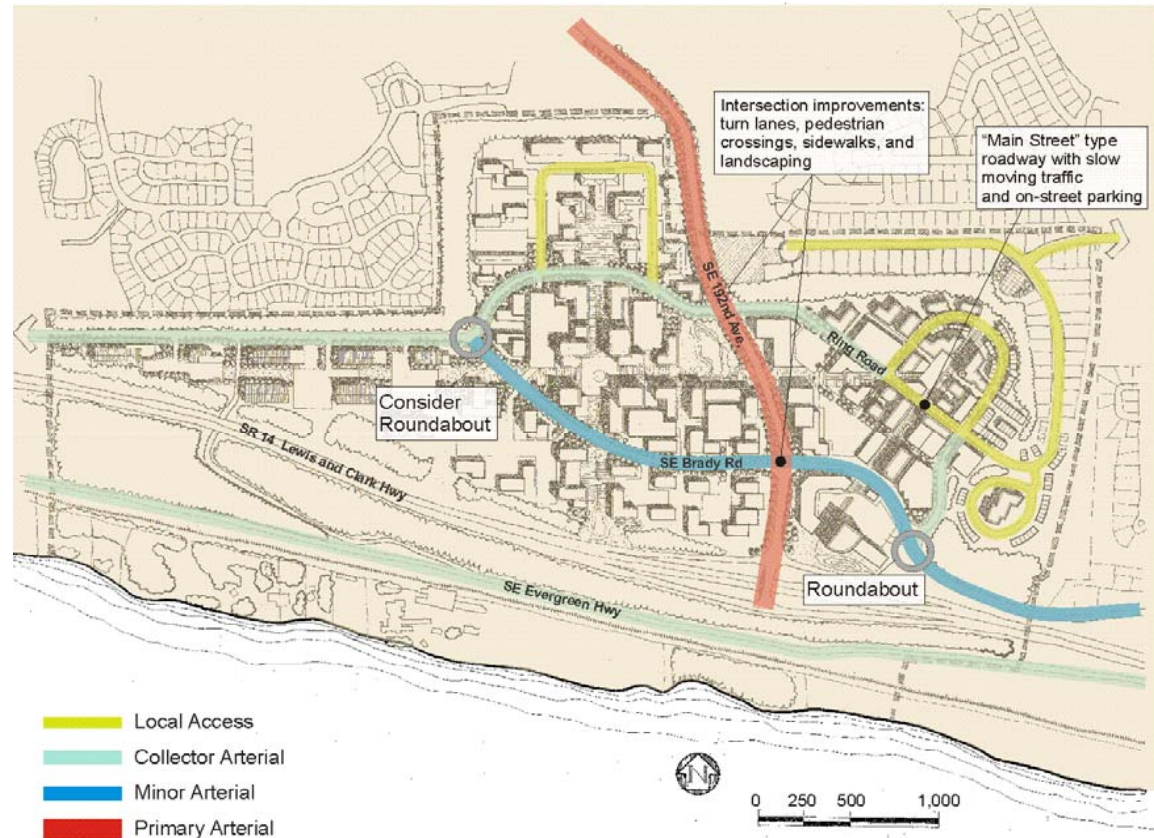 Intersection improvements:
turn lanes, pedestrian
crossings, sidewalks, and
landscaping
"Main Street" type
roadway with slow
moving traffic
and on-street parking
SE 192nd Ave.
Ring Road
Consider
Roundabout
SE Brady Rd
SR 14 Lewis and Clark Hwy
Roundabout
SE Evergreen Hwy
Local Access
Collector Arterial
Minor Arterial
Primary Arterial
N
0 250 500 1,000